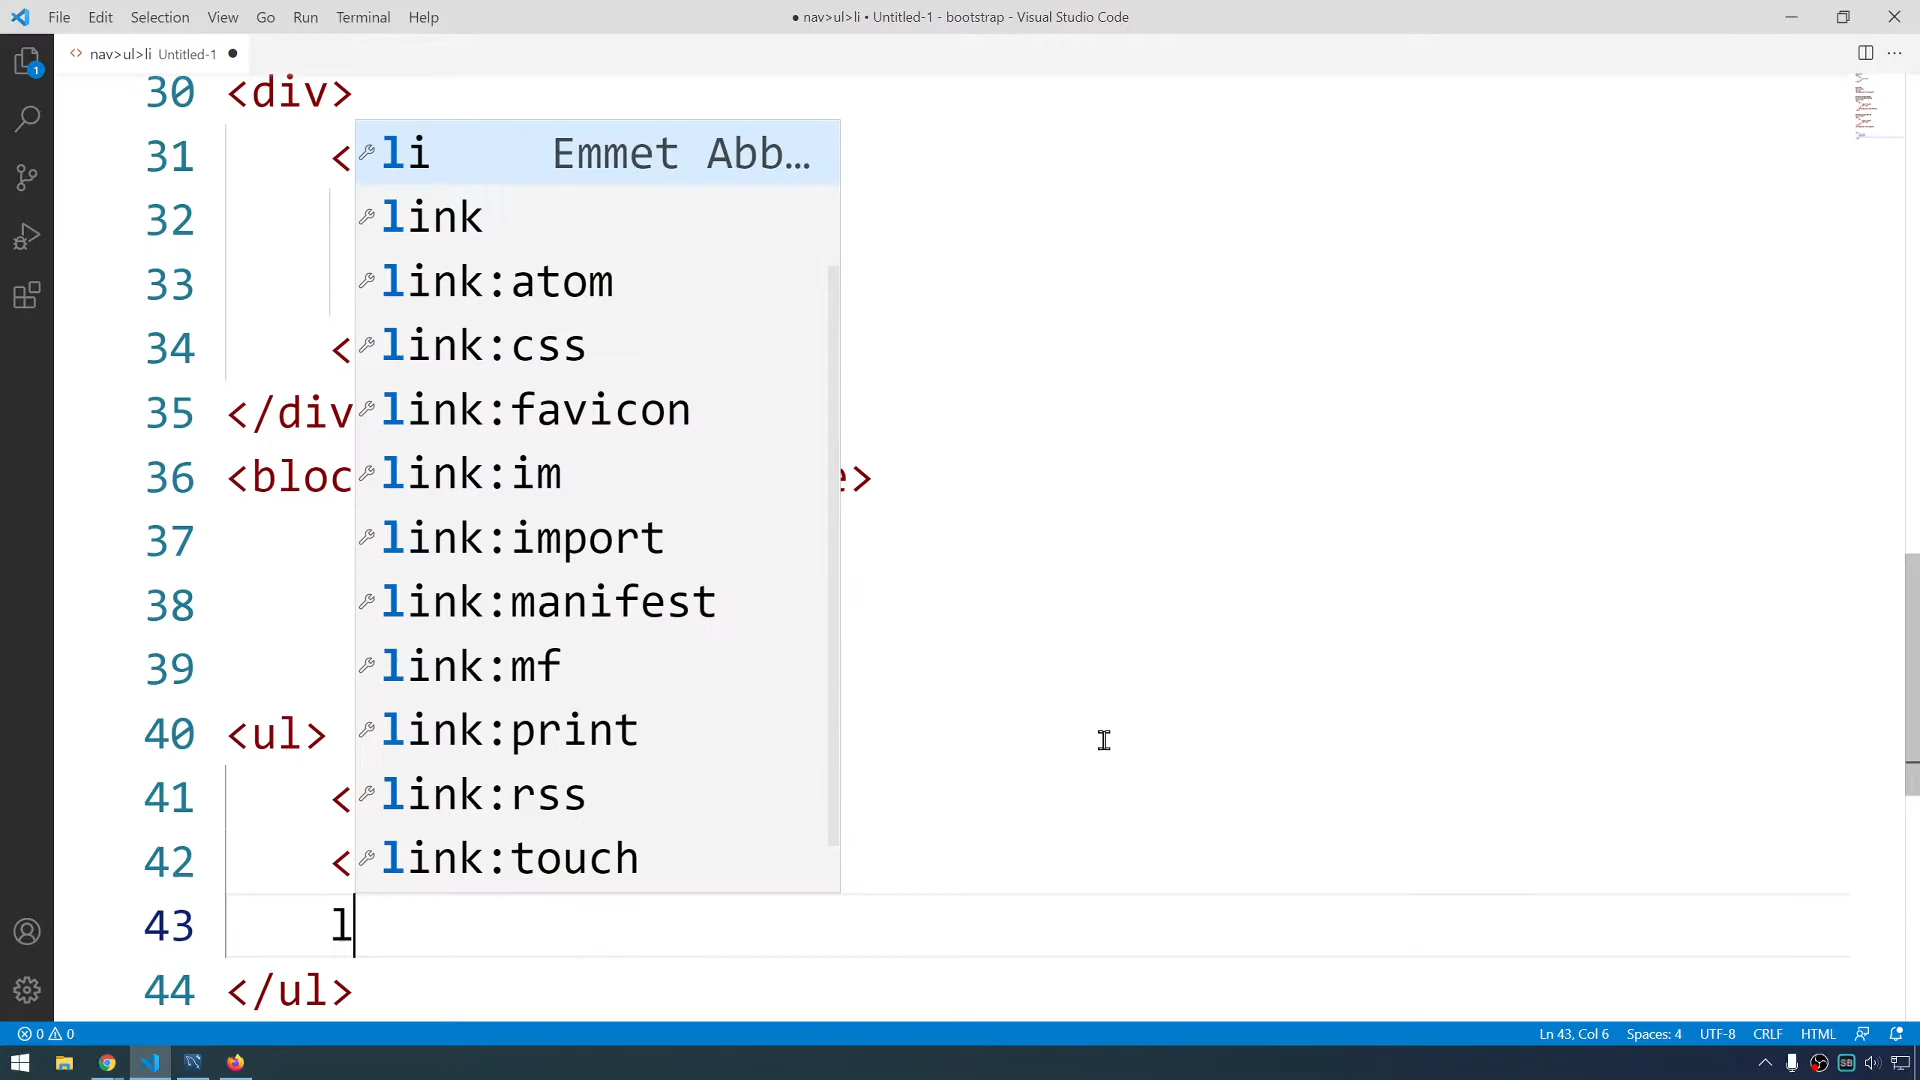 File Edit Selection View Go Run Terminal Help
● nav>ul>li • Untitled-1 - bootstrap - Visual Studio Code
1
<> nav>ul>li Untitled-1 ●
30 <div>
31 <
li Emmet Abb...
32
link
33
link:atom
34 <
link:css
35 </div
link:favicon
36 <bloc
link:im
e>
37
link:import
38
link:manifest
39
link:mf
40 <ul>
link:print
41 <
link:rss
42 <
link:touch
43 l
44 </ul>
0 0
Ln 43, Col 6 Spaces: 4 UTF-8 CRLF HTML
SB